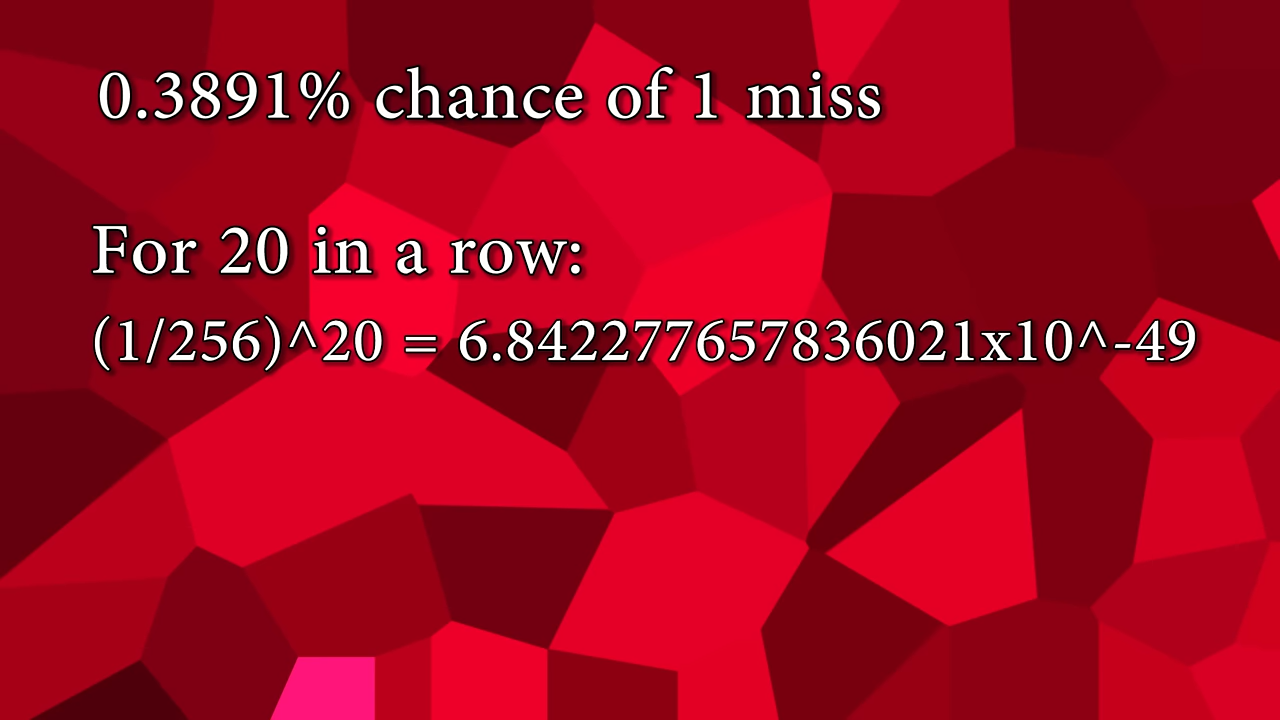 0.3891% chance of 1 miss
For 20 in a row:
(1/256)^20 = 6.842277657836021x10^-49